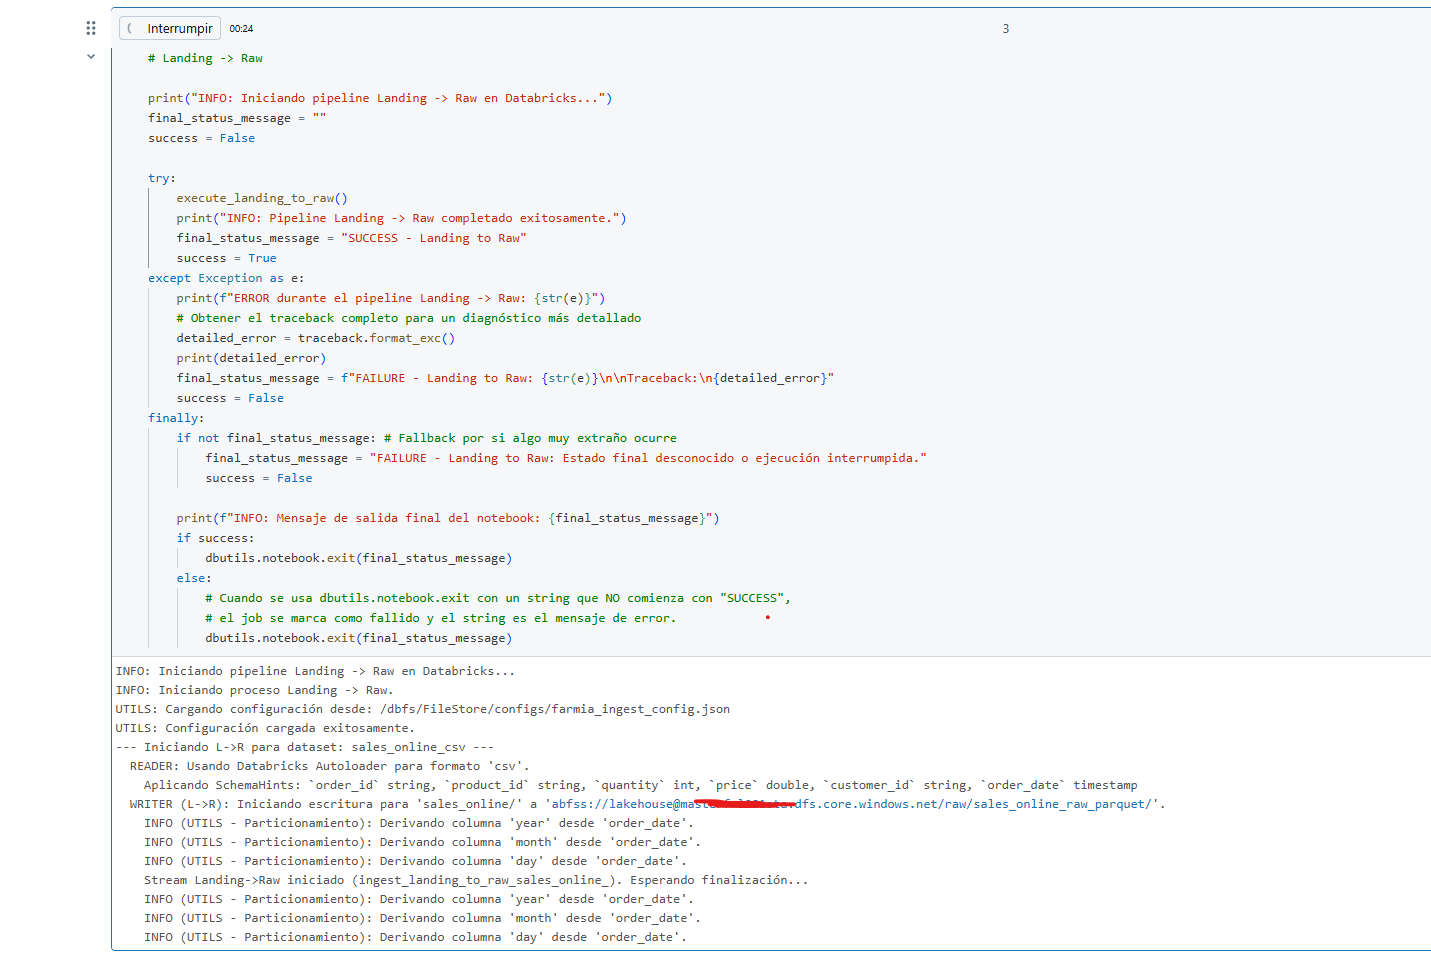 Interrumpir 00:24 3
# Landing -> Raw
print("INFO: Iniciando pipeline Landing -> Raw en Databricks...")
final_status_message = ""
success = False
try:
execute_landing_to_raw()
print("INFO: Pipeline Landing -> Raw completado exitosamente.")
final_status_message = "SUCCESS - Landing to Raw"
success = True
except Exception as e:
print(f"ERROR durante el pipeline Landing -> Raw: {str(e)}")
# Obtener el traceback completo para un diagnóstico más detallado
detailed_error = traceback.format_exc()
print(detailed_error)
final_status_message = f"FAILURE - Landing to Raw: {str(e)}\n\nTraceback:\n{detailed_error}"
success = False
finally:
if not final_status_message: # Fallback por si algo muy extraño ocurre
final_status_message = "FAILURE - Landing to Raw: Estado final desconocido o ejecución interrumpida."
success = False
print(f"INFO: Mensaje de salida final del notebook: {final_status_message}")
if success:
dbutils.notebook.exit(final_status_message)
else:
# Cuando se usa dbutils.notebook.exit con un string que NO comienza con "SUCCESS",
# el job se marca como fallido y el string es el mensaje de error.
dbutils.notebook.exit(final_status_message)
INFO: Iniciando pipeline Landing -> Raw en Databricks...
INFO: Iniciando proceso Landing -> Raw.
UTILS: Cargando configuración desde: /dbfs/FileStore/configs/farmia_ingest_config.json
UTILS: Configuración cargada exitosamente.
--- Iniciando L->R para dataset: sales_online_csv ---
READER: Usando Databricks Autoloader para formato 'csv'.
Aplicando SchemaHints: `order_id` string, `product_id` string, `quantity` int, `price` double, `customer_id` string, `order_date` timestamp
WRITER (L->R): Iniciando escritura para 'sales_online/' a 'abfss://lakehouse@ma .dfs.core.windows.net/raw/sales_online_raw_parquet/'.
INFO (UTILS - Particionamiento): Derivando columna 'year' desde 'order_date'.
INFO (UTILS - Particionamiento): Derivando columna 'month' desde 'order_date'.
INFO (UTILS - Particionamiento): Derivando columna 'day' desde 'order_date'.
Stream Landing->Raw iniciado (ingest_landing_to_raw_sales_online_). Esperando finalización...
INFO (UTILS - Particionamiento): Derivando columna 'year' desde 'order_date'.
INFO (UTILS - Particionamiento): Derivando columna 'month' desde 'order_date'.
INFO (UTILS - Particionamiento): Derivando columna 'day' desde 'order_date'.